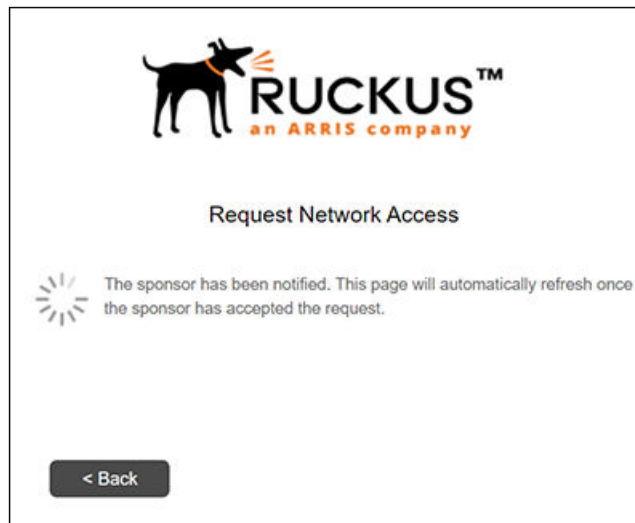 RUCKUS™
an ARRIS company
Request Network Access
The sponsor has been notified. This page will automatically refresh once
the sponsor has accepted the request.
< Back